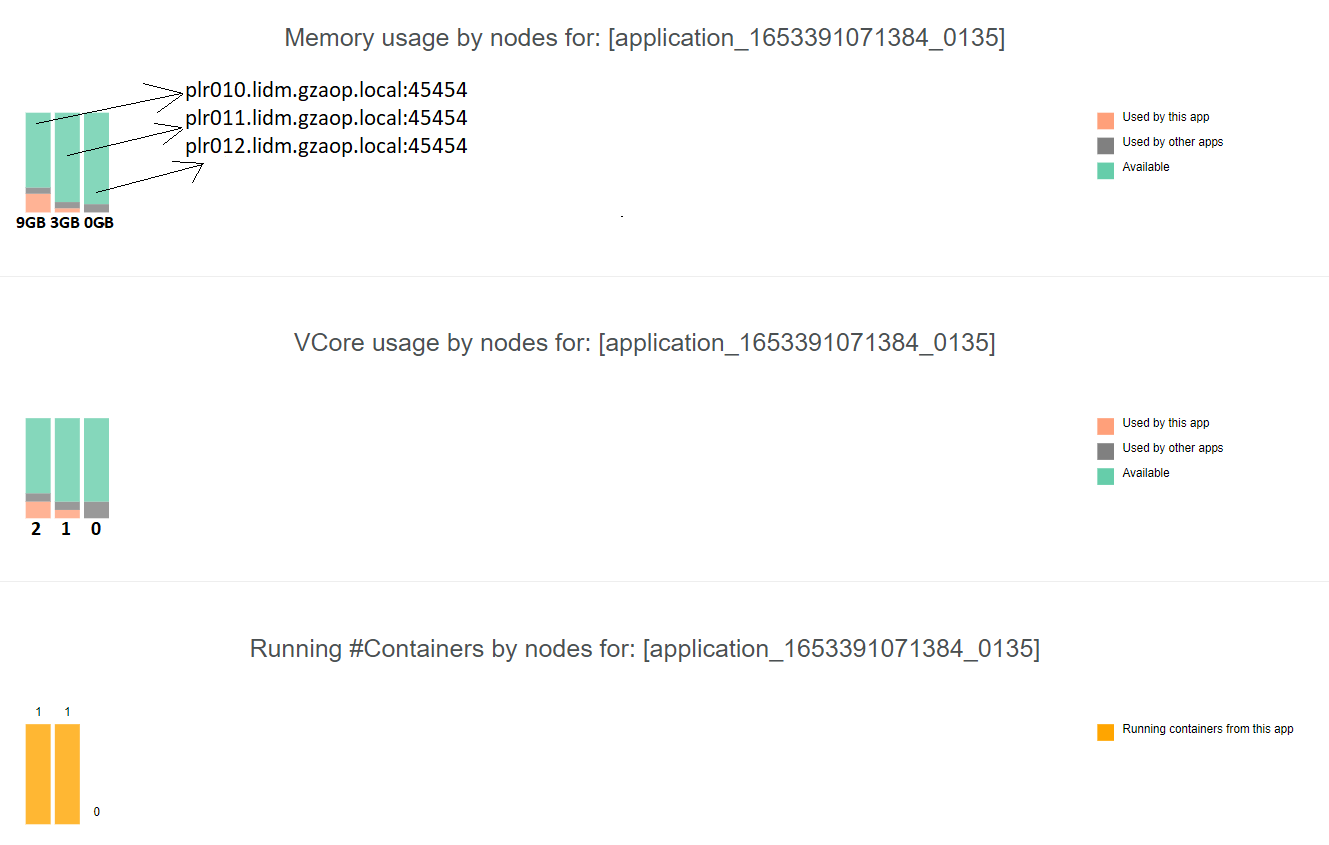 Memory usage by nodes for: [application_1653391071384_0135]
plr010.lidm.gzaop.local:45454
plr011.lidm.gzaop.local:45454
plr012.lidm.gzaop.local:45454
9GB 3GB 0GB
Used by this app
Used by other apps
Available
VCore usage by nodes for: [application_1653391071384_0135]
2 1 0
Used by this app
Used by other apps
Available
Running #Containers by nodes for: [application_1653391071384_0135]
1 1
0
Running containers from this app